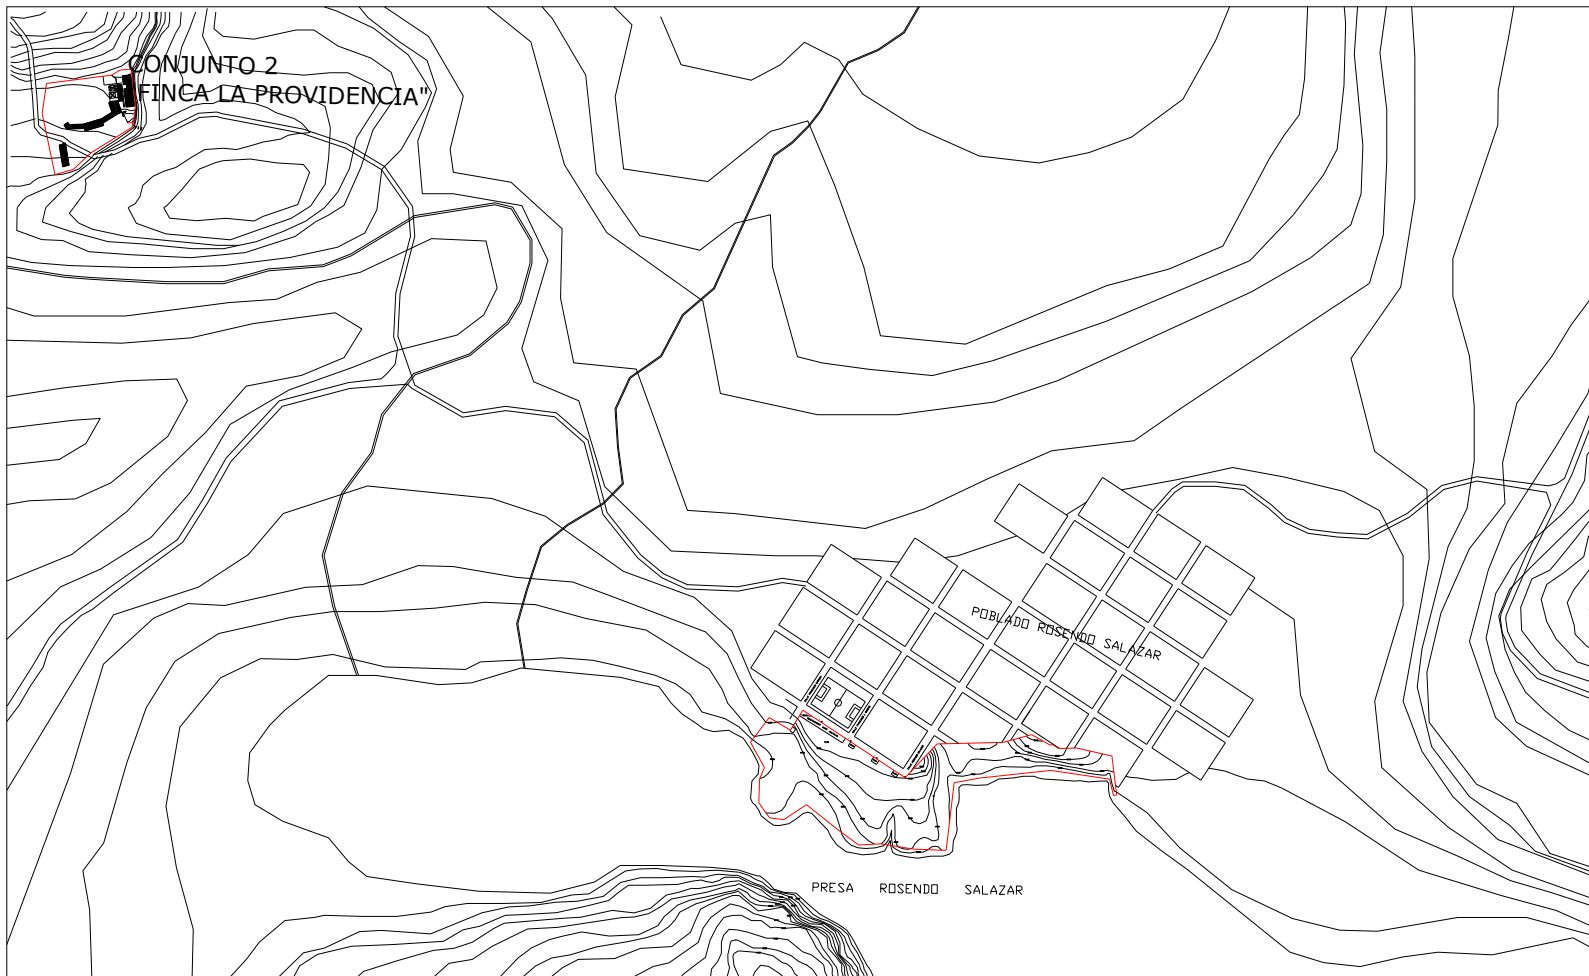 CONJUNTO 2
"FINCA LA PROVIDENCIA"
POBLADO ROSENDO SALAZAR
PRESA ROSENDO SALAZAR